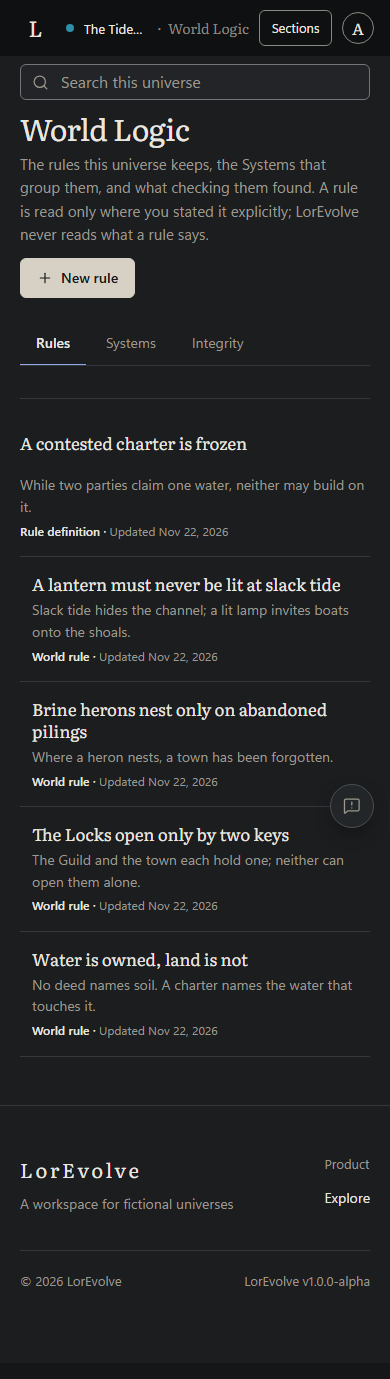 L
The Tide...
· World Logic
Sections
A
Search this universe
World Logic
The rules this universe keeps, the Systems that
group them, and what checking them found. A rule
is read only where you stated it explicitly; LorEvolve
never reads what a rule says.
+ New rule
Rules
Systems
Integrity
A contested charter is frozen
While two parties claim one water, neither may build on
it.
Rule definition · Updated Nov 22, 2026
A lantern must never be lit at slack tide
Slack tide hides the channel; a lit lamp invites boats
onto the shoals.
World rule · Updated Nov 22, 2026
Brine herons nest only on abandoned
pilings
Where a heron nests, a town has been forgotten.
World rule · Updated Nov 22, 2026
The Locks open only by two keys
The Guild and the town each hold one; neither can
open them alone.
World rule · Updated Nov 22, 2026
Water is owned, land is not
No deed names soil. A charter names the water that
touches it.
World rule · Updated Nov 22, 2026
LorEvolve
A workspace for fictional universes
Product
Explore
© 2026 LorEvolve
LorEvolve v1.0.0-alpha